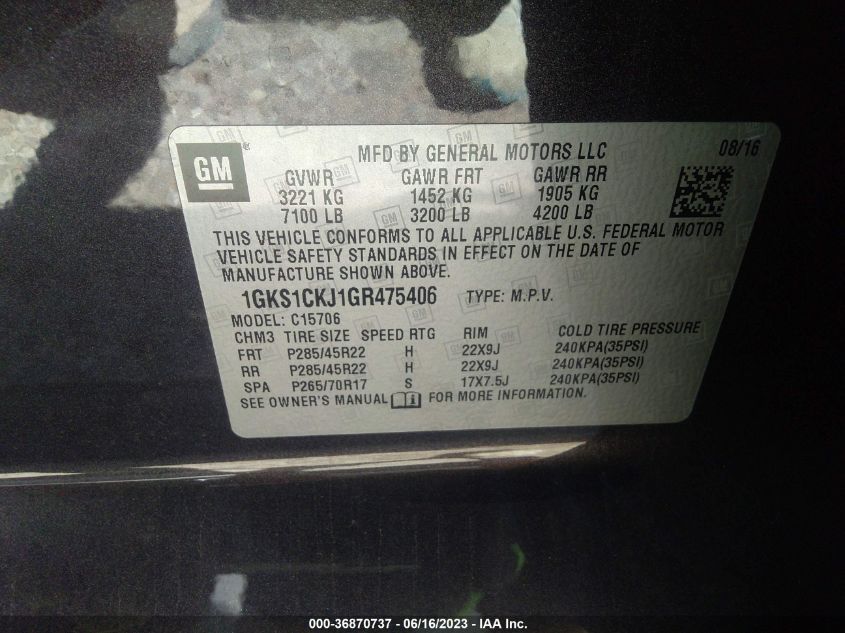 GM
MFD BY GENERAL MOTORS LLC 08/16
GVWR GAWR FRT GAWR RR
3221 KG 1452 KG 1905 KG
7100 LB 3200 LB 4200 LB
THIS VEHICLE CONFORMS TO ALL APPLICABLE U.S. FEDERAL MOTOR
VEHICLE SAFETY STANDARDS IN EFFECT ON THE DATE OF
MANUFACTURE SHOWN ABOVE.
1GKS1CKJ1GR475406 TYPE: M.P.V.
MODEL: C15706
CHM3 TIRE SIZE SPEED RTG RIM COLD TIRE PRESSURE
FRT P285/45R22 H 22X9J 240KPA(35PSI)
RR P285/45R22 H 22X9J 240KPA(35PSI)
SPA P265/70R17 S 17X7.5J 240KPA(35PSI)
SEE OWNER'S MANUAL FOR MORE INFORMATION.
000-36870737 - 06/16/2023 - IAA Inc.